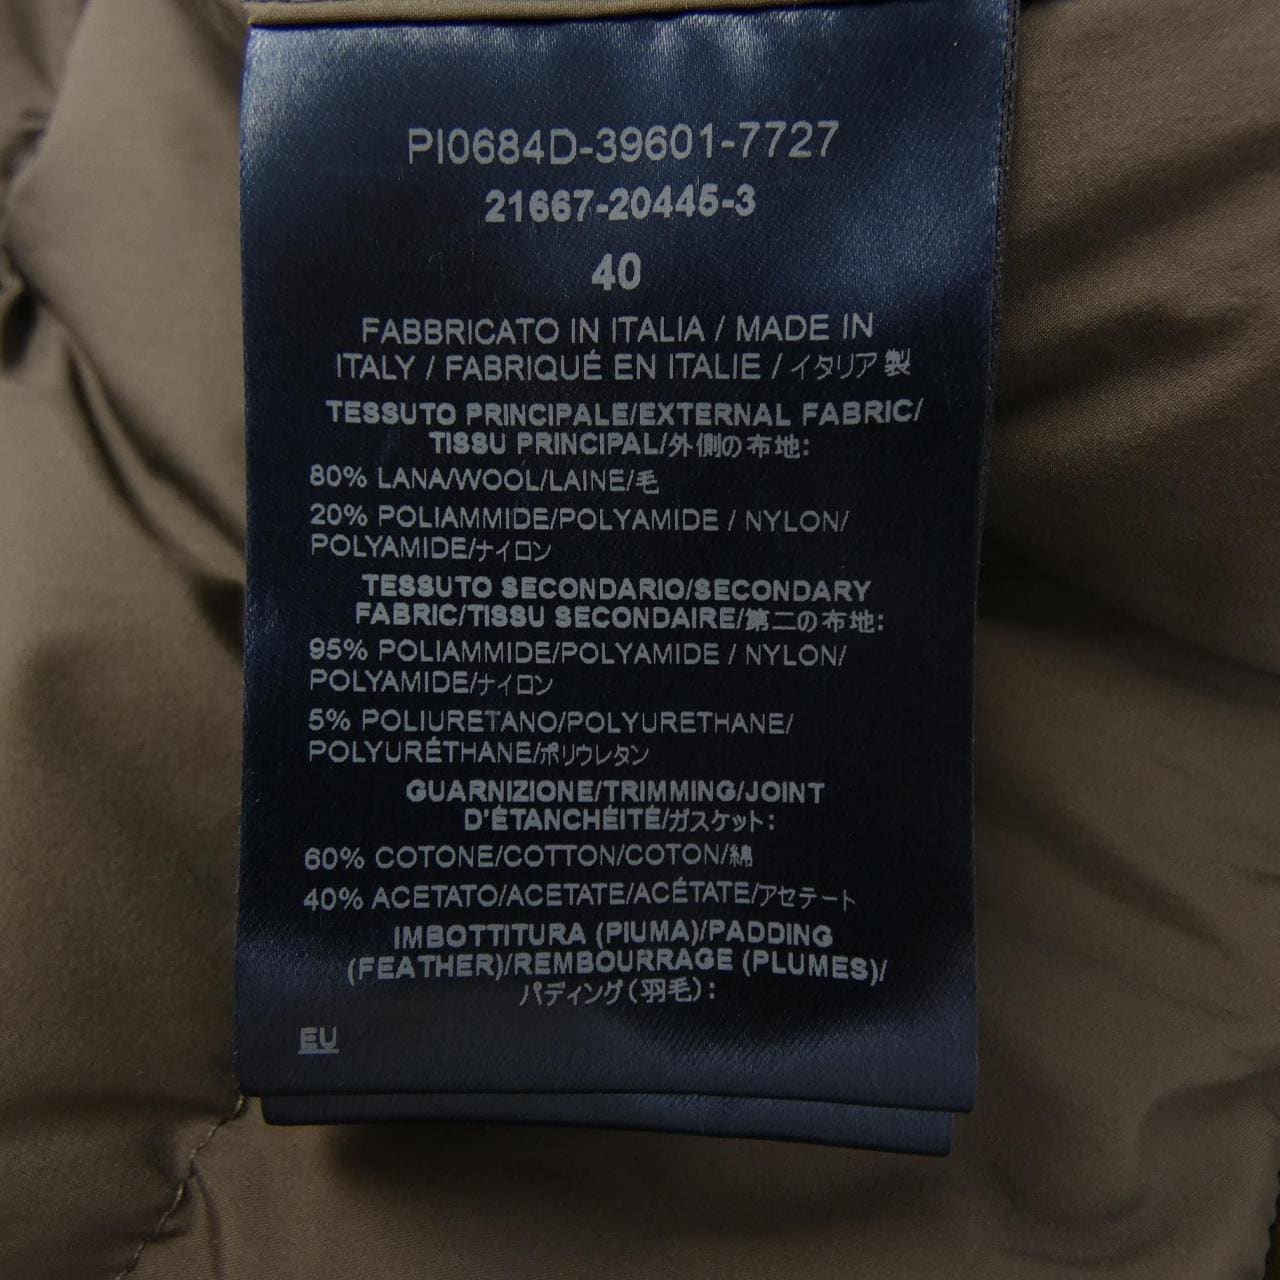 PI0684D-39601-7727
21667-20445-3
40
FABBRICATO IN ITALIA / MADE IN
ITALY / FABRIQUÉ EN ITALIE / イタリア製
TESSUTO PRINCIPALE/EXTERNAL FABRIC/
TISSU PRINCIPAL/外側の布地:
80% LANA/WOOL/LAINE/毛
20% POLIAMMIDE/POLYAMIDE / NYLON/
POLYAMIDE/ナイロン
TESSUTO SECONDARIO/SECONDARY
FABRIC/TISSU SECONDAIRE/第二の布地:
95% POLIAMMIDE/POLYAMIDE / NYLON/
POLYAMIDE/ナイロン
5% POLIURETANO/POLYURETHANE/
POLYURÉTHANE/ポリウレタン
GUARNIZIONE/TRIMMING/JOINT
D'ÉTANCHÉITÉ/ガスケット:
60% COTONE/COTTON/COTON/綿
40% ACETATO/ACETATE/ACÉTATE/アセテート
IMBOTTITURA (PIUMA)/PADDING
(FEATHER)/REMBOURRAGE (PLUMES)/
パディング(羽毛):
EU